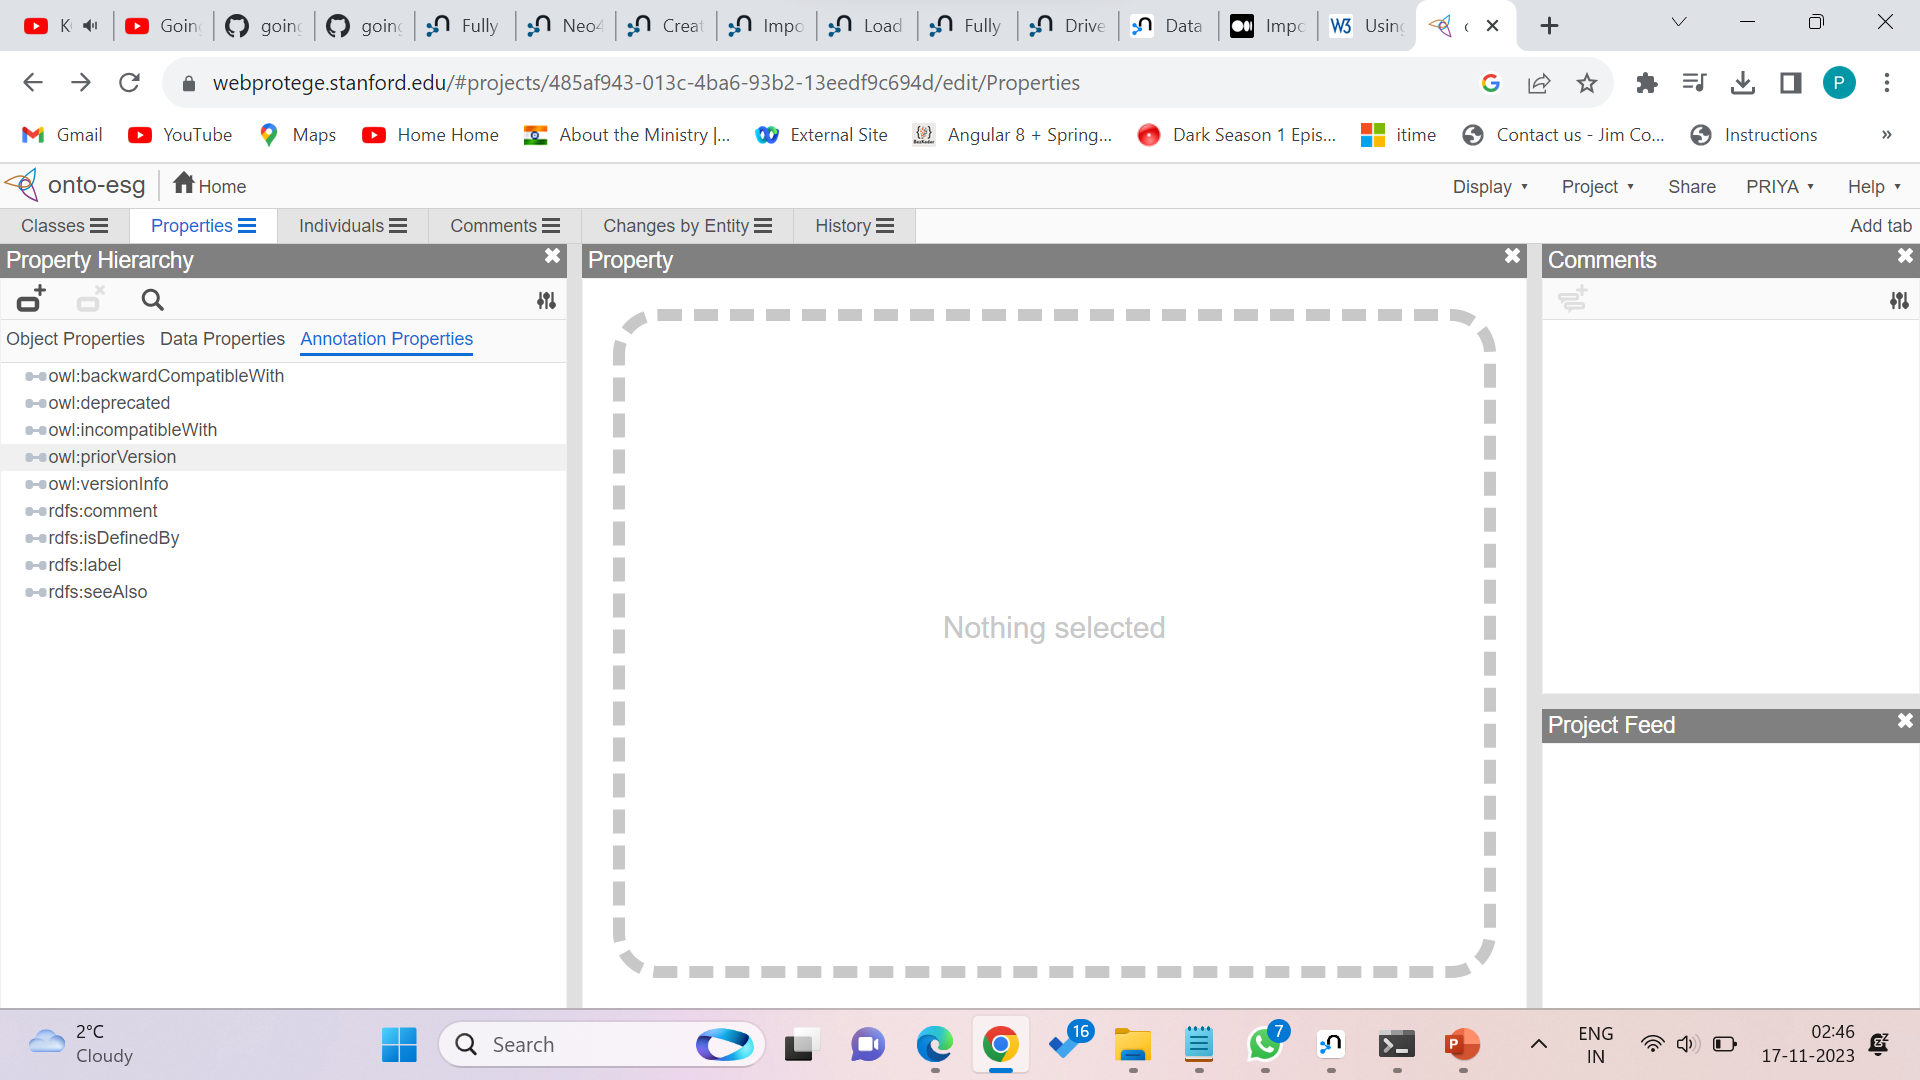 K
Going
going
going
Fully
Neo4
Creat
Impo
Load
Fully
Drive
Data
Impo
W3 Using
webprotege.stanford.edu/#projects/485af943-013c-4ba6-93b2-13eedf9c694d/edit/Properties
P
Gmail
YouTube
Maps
Home Home
About the Ministry |...
External Site
Angular 8 + Spring...
Dark Season 1 Epis...
itime
Contact us - Jim Co...
Instructions
»
onto-esg
Home
Display
Project
Share
PRIYA
Help
Classes
Properties
Individuals
Comments
Changes by Entity
History
Add tab
Property Hierarchy
Property
Comments
Object Properties
Data Properties
Annotation Properties
owl:backwardCompatibleWith
owl:deprecated
owl:incompatibleWith
owl:priorVersion
owl:versionInfo
rdfs:comment
rdfs:isDefinedBy
rdfs:label
rdfs:seeAlso
Nothing selected
Project Feed
2°C
Cloudy
Search
16
7
P
ENG
IN
02:46
17-11-2023